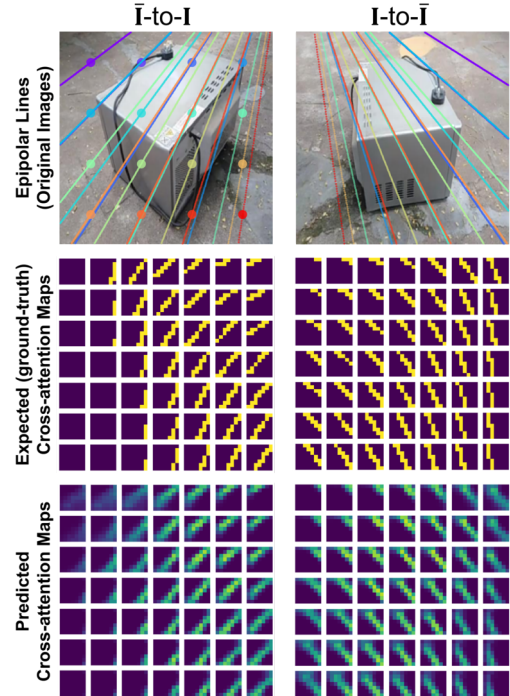 Ī-to-I
I-to-Ī
Epipolar Lines
(Original Images)
Expected (ground-truth)
Cross-attention Maps
Predicted
Cross-attention Maps